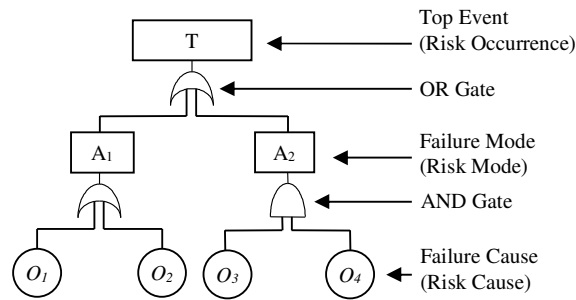 Top Event
T
(Risk Occurrence)
OR Gate
A1
A2
Failure Mode
(Risk Mode)
AND Gate
O1
O2
O3
O4
Failure Cause
(Risk Cause)